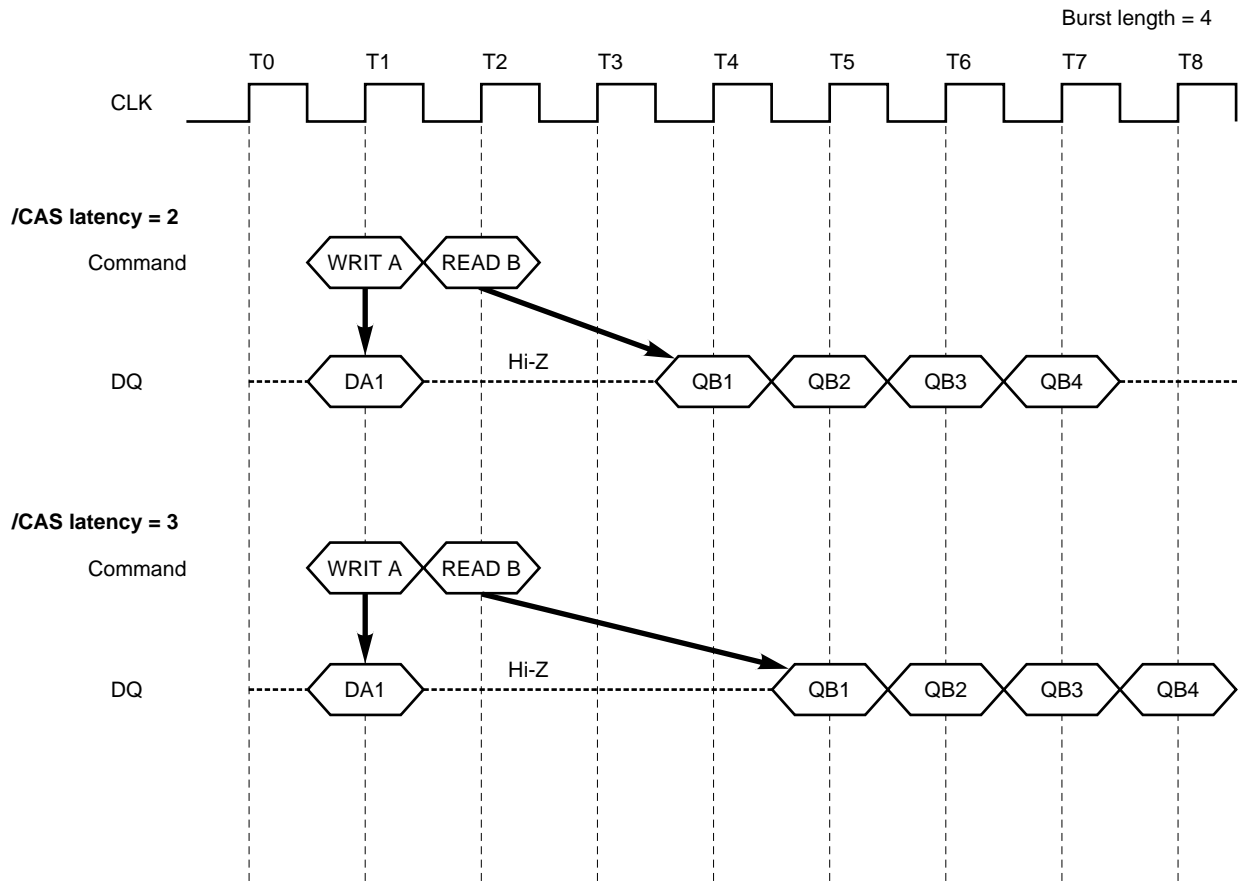 Burst length = 4
T0 T1 T2 T3 T4 T5 T6 T7 T8
CLK
/CAS latency = 2
Command WRIT A READ B
Hi-Z
DQ DA1 QB1 QB2 QB3 QB4
/CAS latency = 3
Command WRIT A READ B
Hi-Z
DQ DA1 QB1 QB2 QB3 QB4